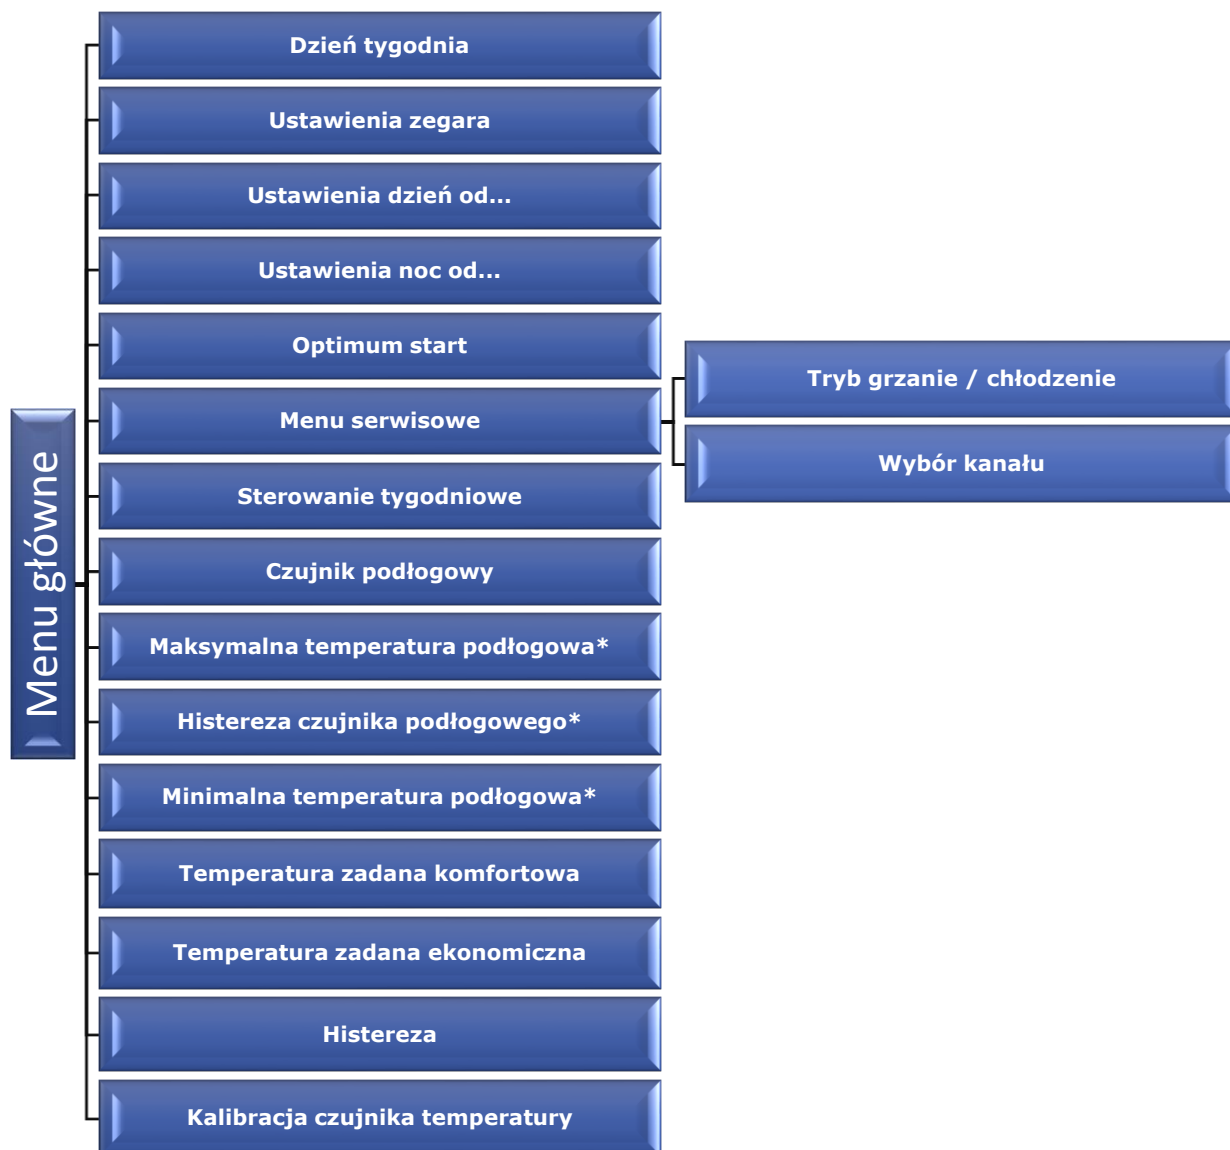 Menu główne
Dzień tygodnia
Ustawienia zegara
Ustawienia dzień od...
Ustawienia noc od...
Optimum start
Menu serwisowe
Tryb grzanie / chłodzenie
Wybór kanału
Sterowanie tygodniowe
Czujnik podłogowy
Maksymalna temperatura podłogowa*
Histereza czujnika podłogowego*
Minimalna temperatura podłogowa*
Temperatura zadana komfortowa
Temperatura zadana ekonomiczna
Histereza
Kalibracja czujnika temperatury